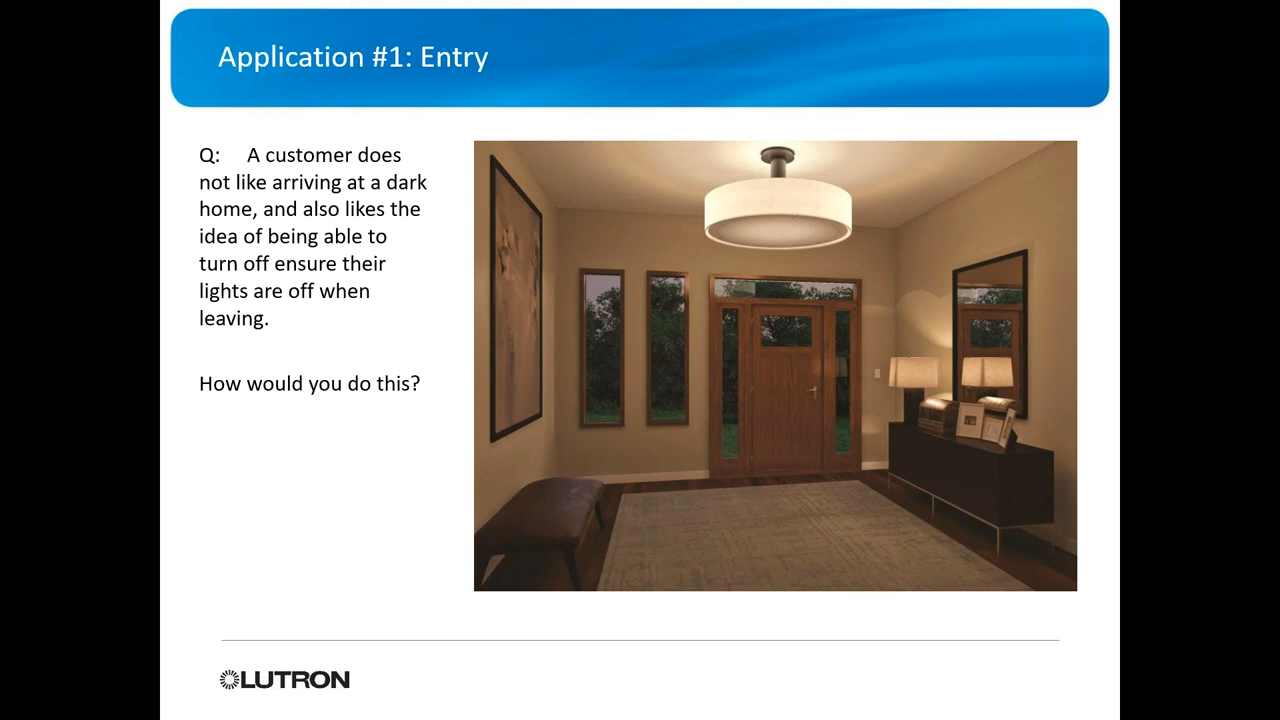 Application #1: Entry
Q: A customer does
not like arriving at a dark
home, and also likes the
idea of being able to
turn off ensure their
lights are off when
leaving.
How would you do this?
LUTRON